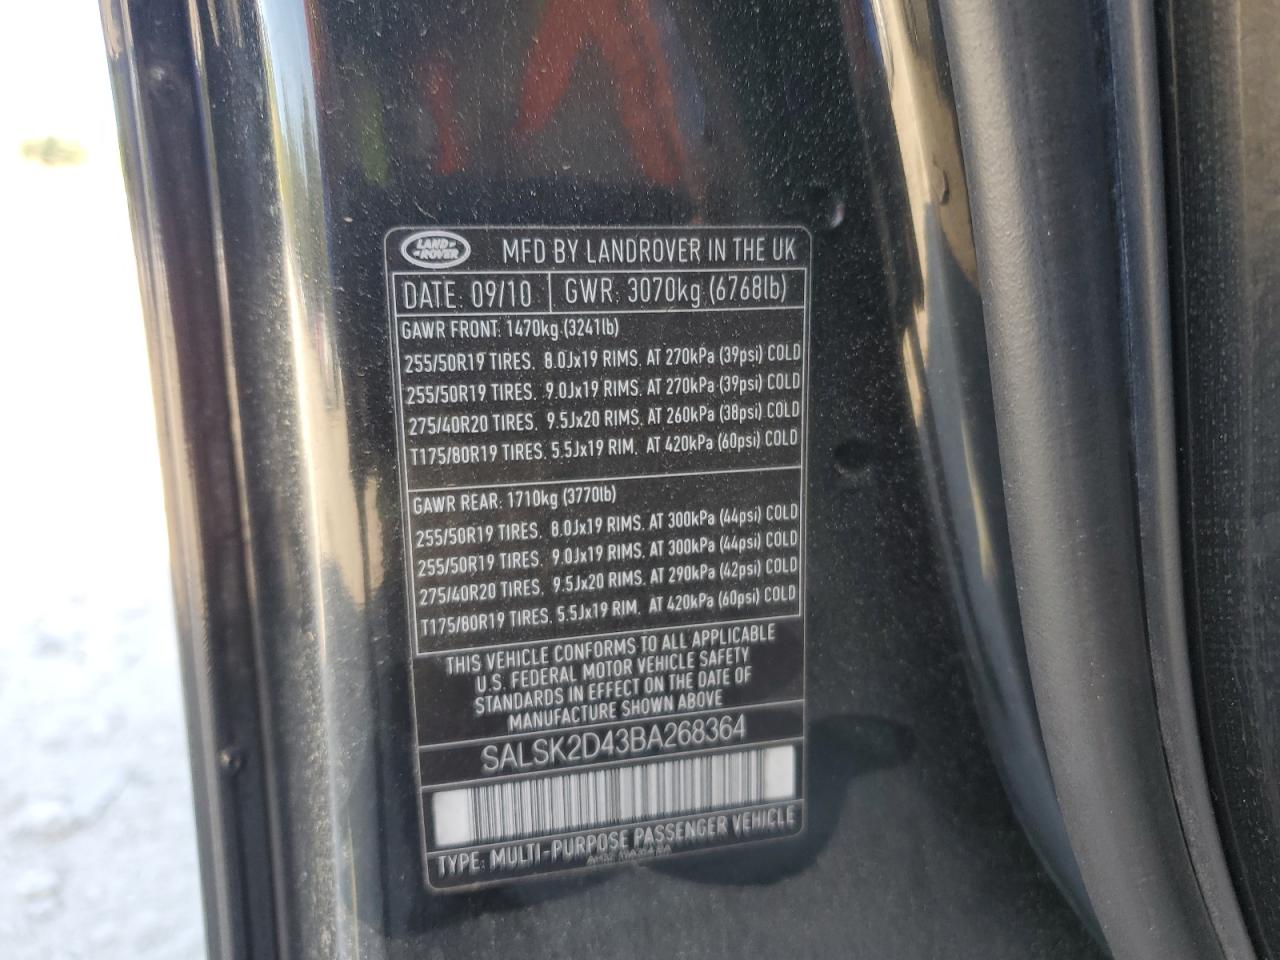 LAND ROVER
MFD BY LANDROVER IN THE UK
DATE: 09/10
GWR: 3070kg (6768lb)
GAWR FRONT: 1470kg (3241lb)
255/50R19 TIRES, 8.0Jx19 RIMS, AT 270kPa (39psi) COLD
255/50R19 TIRES, 9.0Jx19 RIMS, AT 270kPa (39psi) COLD
275/40R20 TIRES, 9.5Jx20 RIMS, AT 260kPa (38psi) COLD
T175/80R19 TIRES, 5.5Jx19 RIM, AT 420kPa (60psi) COLD
GAWR REAR: 1710kg (3770lb)
255/50R19 TIRES, 8.0Jx19 RIMS, AT 300kPa (44psi) COLD
255/50R19 TIRES, 9.0Jx19 RIMS, AT 300kPa (44psi) COLD
275/40R20 TIRES, 9.5Jx20 RIMS, AT 290kPa (42psi) COLD
T175/80R19 TIRES, 5.5Jx19 RIM, AT 420kPa (60psi) COLD
THIS VEHICLE CONFORMS TO ALL APPLICABLE
U.S. FEDERAL MOTOR VEHICLE SAFETY
STANDARDS IN EFFECT ON THE DATE OF
MANUFACTURE SHOWN ABOVE
SALSK2D43BA268364
TYPE: MULTI-PURPOSE PASSENGER VEHICLE